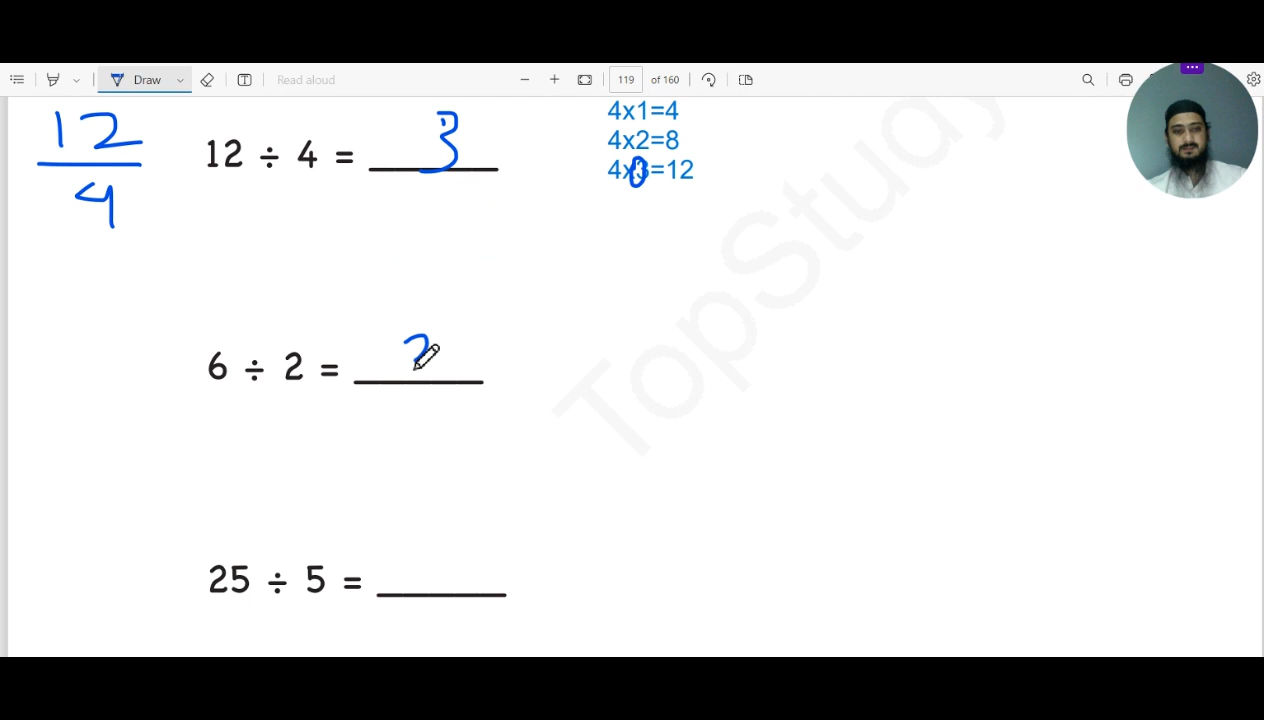 Draw
Read aloud
119 of 160
4x1=4
4x2=8
4x3=12
12
4
12 ÷ 4 = 3
6 ÷ 2 =
25 ÷ 5 =
TopStudy